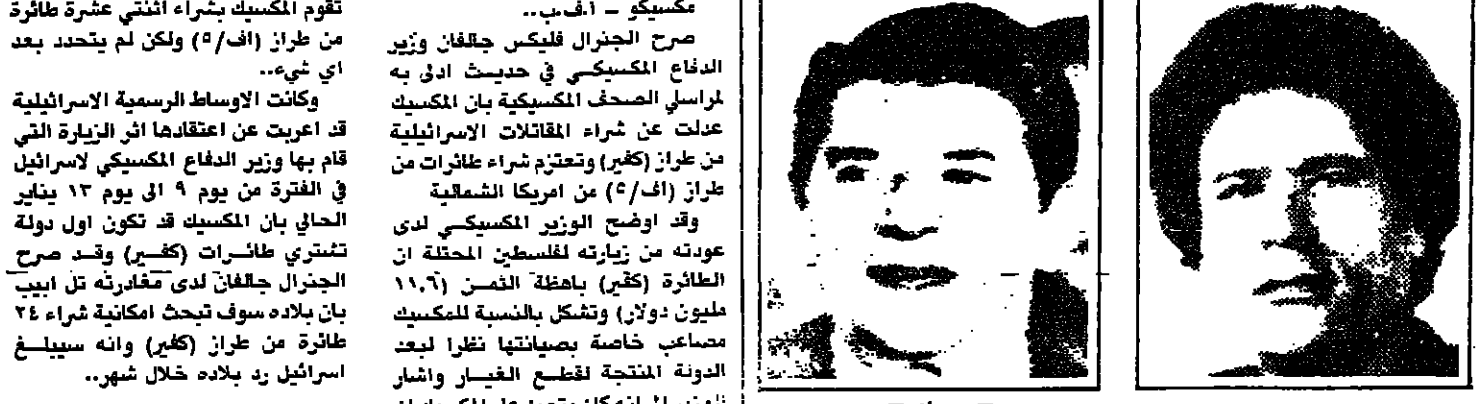 مكسيكو – ا.ف.ب..
صرح الجنرال فليكس جالفان وزير
الدفاع المكسيكي في حديث ادلى به
لمراسلي الصحف المكسيكية بان المكسيك
عدلت عن شراء المقاتلات الاسرائيلية
من طراز (كفير) وتعتزم شراء طائرات من
طراز (اف/٥) من امريكا الشمالية
وقد اوضح الوزير المكسيكي لدى
عودته من زيارته لفلسطين المحتلة ان
الطائرة (كفير) باهظة الثمن (١١,٦
مليون دولار) وتشكل بالنسبة للمكسيك
مصاعب خاصة بصيانتها نظرا لبعد
الدولة المنتجة لقطع الغيار واشار
تقوم المكسيك بشراء اثنتي عشرة طائرة
من طراز (اف/٥) ولكن لم يتحدد بعد
اي شيء..
وكانت الاوساط الرسمية الاسرائيلية
قد اعربت عن اعتقادها اثر الزيارة التي
قام بها وزير الدفاع المكسيكي لاسرائيل
في الفترة من يوم ٩ الى يوم ١٣ يناير
الحالي بان المكسيك قد تكون اول دولة
تشتري طائرات (كفير) وقد صرح
الجنرال جالفان لدى مغادرته تل ابيب
بان بلاده سوف تبحث امكانية شراء ٢٤
طائرة من طراز (كفير) وانه سيبلغ
اسرائيل رد بلاده خلال شهر..